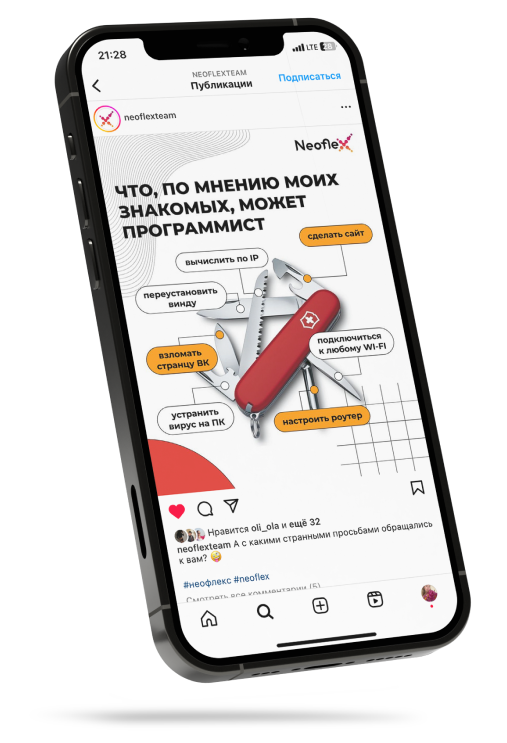 21:28
LTE 28
NEOFLEXTEAM
Публикации
Подписаться
neoflexteam
Neoflex
ЧТО, ПО МНЕНИЮ МОИХ
ЗНАКОМЫХ, МОЖЕТ
ПРОГРАММИСТ
сделать сайт
вычислить по IP
переустановить
винду
подключиться
к любому WI-FI
взломать
странцу ВК
устранить
вирус на ПК
настроить роутер
Нравится oli_ola и ещё 32
neoflexteam А с какими странными просьбами обращались
к вам? 🤪
#неофлекс #neoflex
Смотреть все комментарии (5)